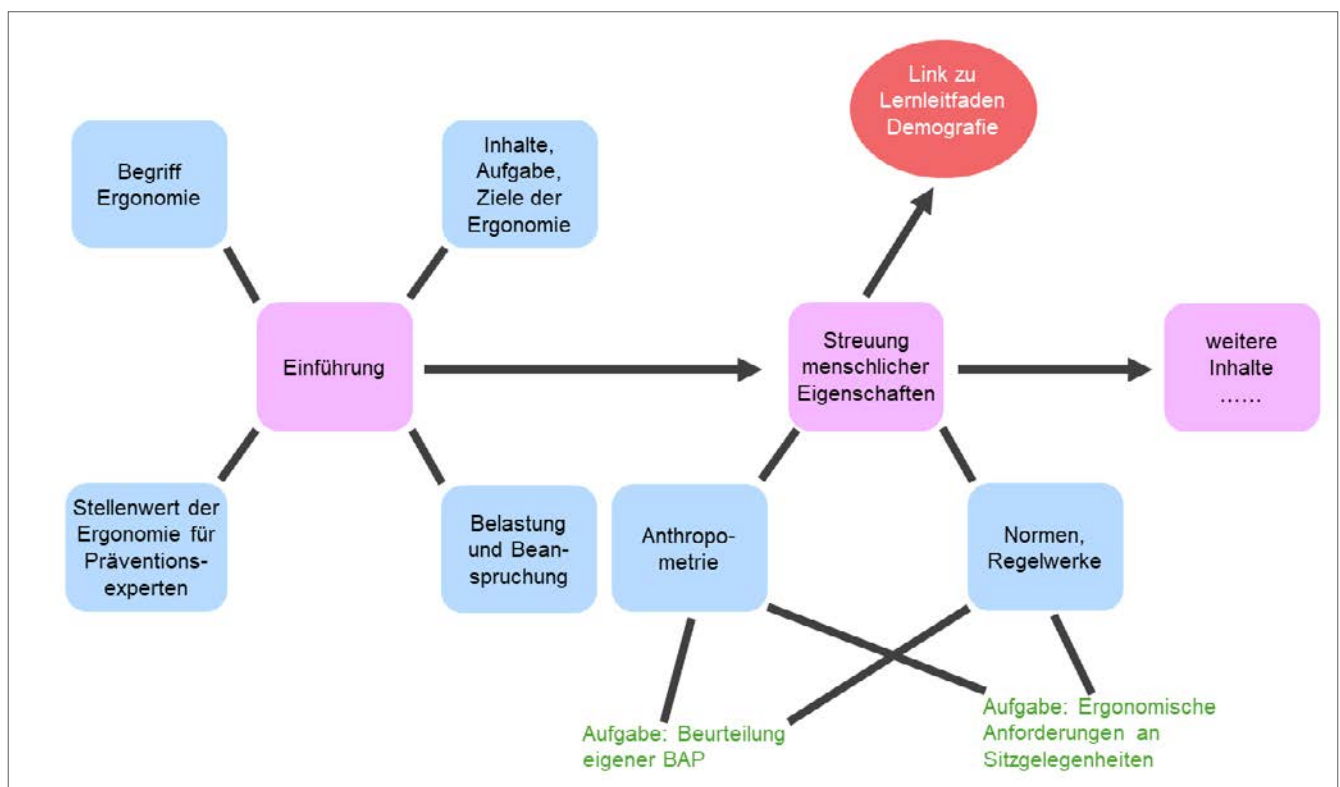 Link zu
Lernleitfaden
Demografie
Begriff
Ergonomie
Inhalte,
Aufgabe,
Ziele der
Ergonomie
Einführung
Streuung
menschlicher
Eigenschaften
weitere
Inhalte
......
Stellenwert der
Ergonomie für
Präventions-
experten
Belastung
und Bean-
spruchung
Anthropo-
metrie
Normen,
Regelwerke
Aufgabe: Beurteilung
eigener BAP
Aufgabe: Ergonomische
Anforderungen an
Sitzgelegenheiten